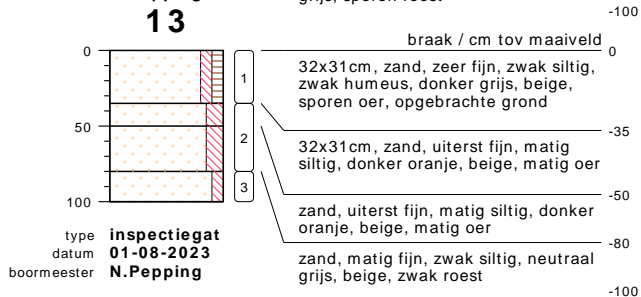 -100
13
braak / cm tov maaiveld
0
0
32x31cm, zand, zeer fijn, zwak siltig,
zwak humeus, donker grijs, beige,
sporen oer, opgebrachte grond
1
-35
50
2
32x31cm, zand, uiterst fijn, matig
siltig, donker oranje, beige, matig oer
3
-50
100
zand, uiterst fijn, matig siltig, donker
oranje, beige, matig oer
type inspectiegat
datum 01-08-2023
boormeester N.Pepping
-80
zand, matig fijn, zwak siltig, neutraal
grijs, beige, zwak roest
-100